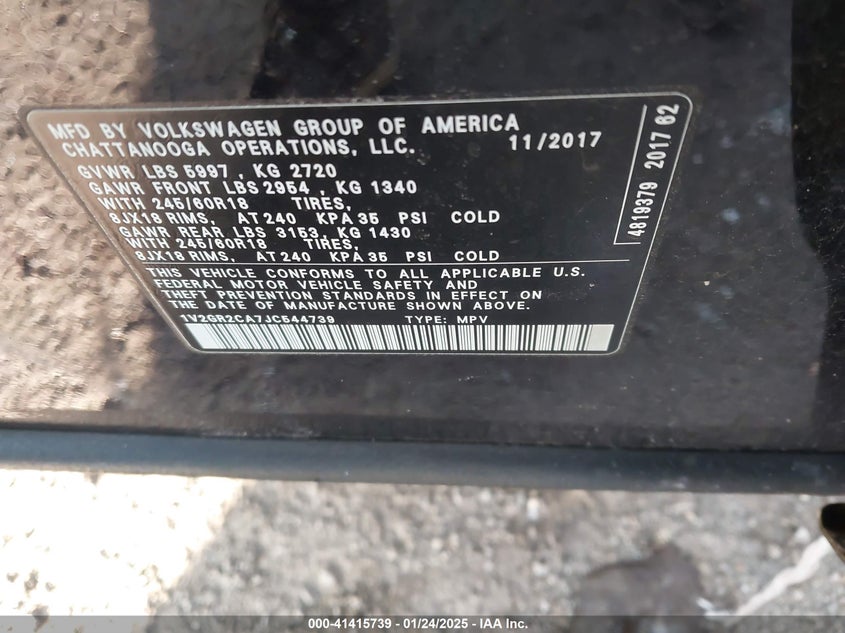 MFD BY VOLKSWAGEN GROUP OF AMERICA
CHATTANOOGA OPERATIONS, LLC. 11/2017
GVWR LBS 5997 , KG 2720
GAWR FRONT LBS 2954 , KG 1340
WITH 245/60R18 TIRES,
8JX18 RIMS, AT 240 KPA 35 PSI COLD
GAWR REAR LBS 3153, KG 1430
WITH 245/60R18 TIRES,
8JX18 RIMS, AT 240 KPA 35 PSI COLD
THIS VEHICLE CONFORMS TO ALL APPLICABLE U.S.
FEDERAL MOTOR VEHICLE SAFETY AND
THEFT PREVENTION STANDARDS IN EFFECT ON
THE DATE OF MANUFACTURE SHOWN ABOVE.
1V2GR2CA7JC544739 TYPE: MPV
4819379 2017 82
000-41415739 - 01/24/2025 - IAA Inc.